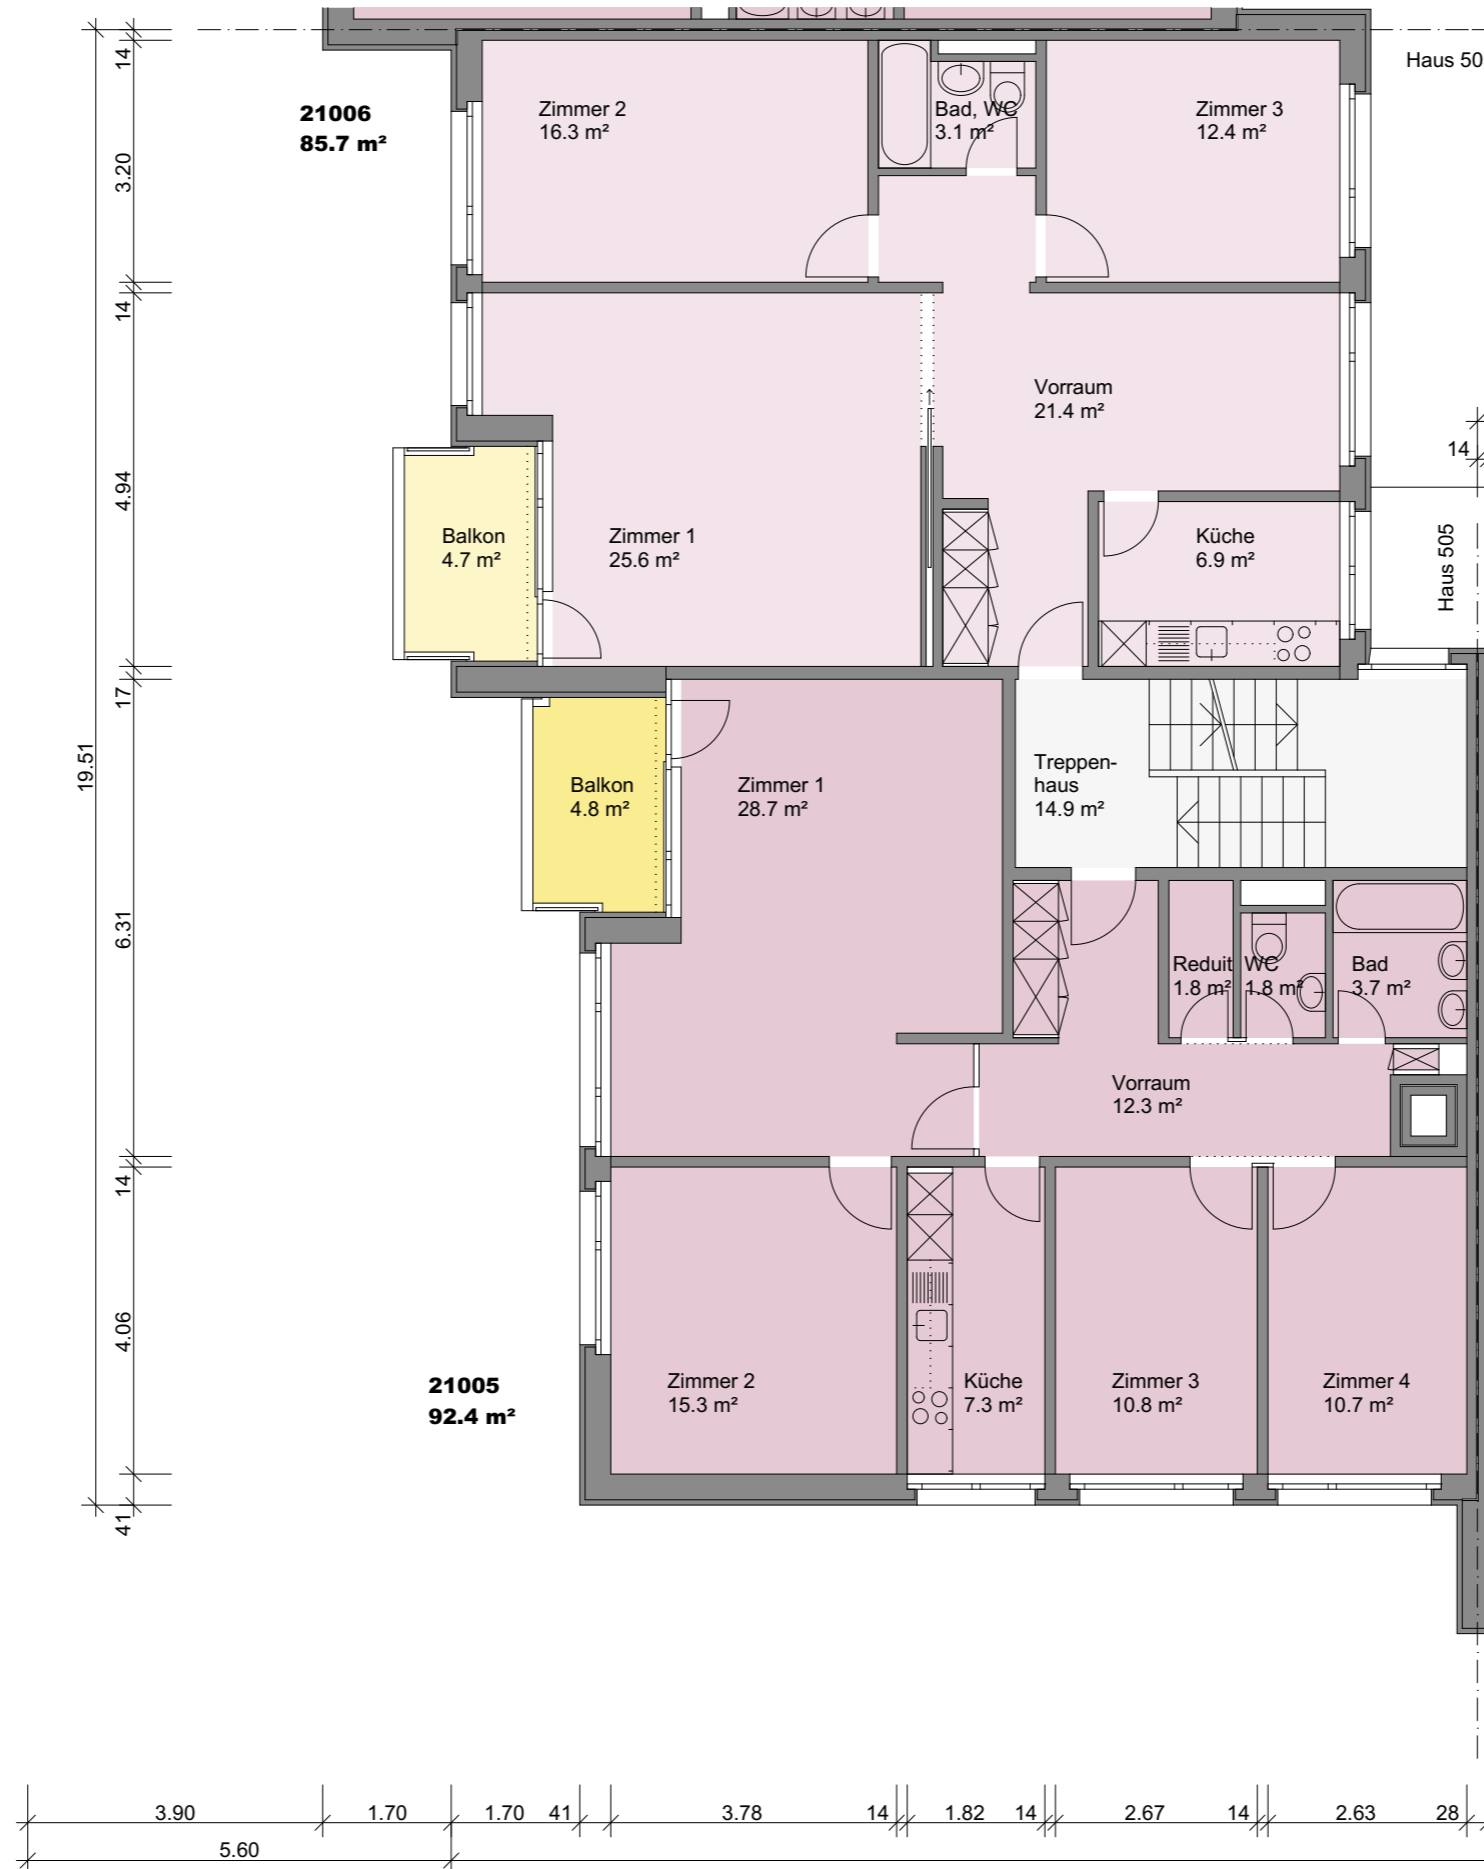 Haus 50
21006
85.7 m²
Zimmer 2
16.3 m²
Bad, WC
3.1 m²
Zimmer 3
12.4 m²
14
3.20
14
4.94
17
19.51
6.31
14
4.06
41
Vorraum
21.4 m²
14
Balkon
4.7 m²
Zimmer 1
25.6 m²
Küche
6.9 m²
Haus 505
Balkon
4.8 m²
Zimmer 1
28.7 m²
Treppen-
haus
14.9 m²
Reduit
1.8 m²
WC
1.8 m²
Bad
3.7 m²
Vorraum
12.3 m²
21005
92.4 m²
Zimmer 2
15.3 m²
Küche
7.3 m²
Zimmer 3
10.8 m²
Zimmer 4
10.7 m²
3.90 1.70 1.70 41 3.78 14 1.82 14 2.67 14 2.63 28
5.60